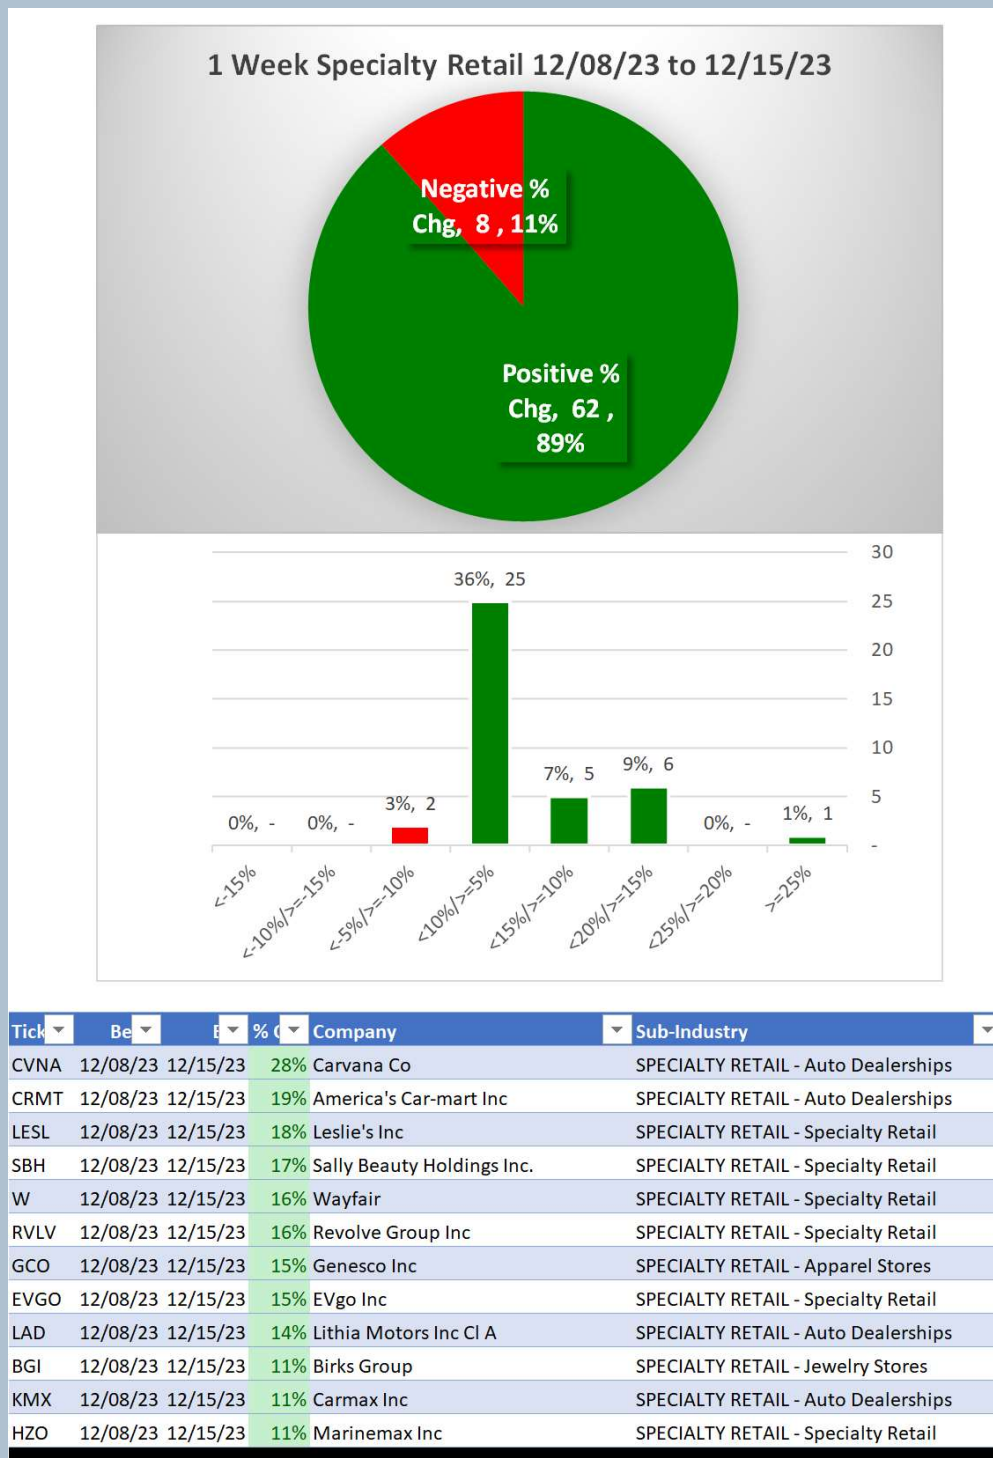 1 Week Specialty Retail 12/08/23 to 12/15/23
Negative %
Chg, 8 , 11%
Positive %
Chg, 62 ,
89%
30
36%, 25
25
20
15
10
9%, 6
7%, 5
5
3%, 2
1%, 1
0%, -
0%, -
0%, -
-
<-15%
<-10%/>=-15%
<-5%/>=-10%
<10%/>=5%
<15%/>=10%
<20%/>=15%
<25%/>=20%
>=25%
Tick Be E % C Company Sub-Industry
CVNA 12/08/23 12/15/23 28% Carvana Co SPECIALTY RETAIL - Auto Dealerships
CRMT 12/08/23 12/15/23 19% America's Car-mart Inc SPECIALTY RETAIL - Auto Dealerships
LESL 12/08/23 12/15/23 18% Leslie's Inc SPECIALTY RETAIL - Specialty Retail
SBH 12/08/23 12/15/23 17% Sally Beauty Holdings Inc. SPECIALTY RETAIL - Specialty Retail
W 12/08/23 12/15/23 16% Wayfair SPECIALTY RETAIL - Specialty Retail
RVLV 12/08/23 12/15/23 16% Revolve Group Inc SPECIALTY RETAIL - Specialty Retail
GCO 12/08/23 12/15/23 15% Genesco Inc SPECIALTY RETAIL - Apparel Stores
EVGO 12/08/23 12/15/23 15% EVgo Inc SPECIALTY RETAIL - Specialty Retail
LAD 12/08/23 12/15/23 14% Lithia Motors Inc Cl A SPECIALTY RETAIL - Auto Dealerships
BGI 12/08/23 12/15/23 11% Birks Group SPECIALTY RETAIL - Jewelry Stores
KMX 12/08/23 12/15/23 11% Carmax Inc SPECIALTY RETAIL - Auto Dealerships
HZO 12/08/23 12/15/23 11% Marinemax Inc SPECIALTY RETAIL - Specialty Retail